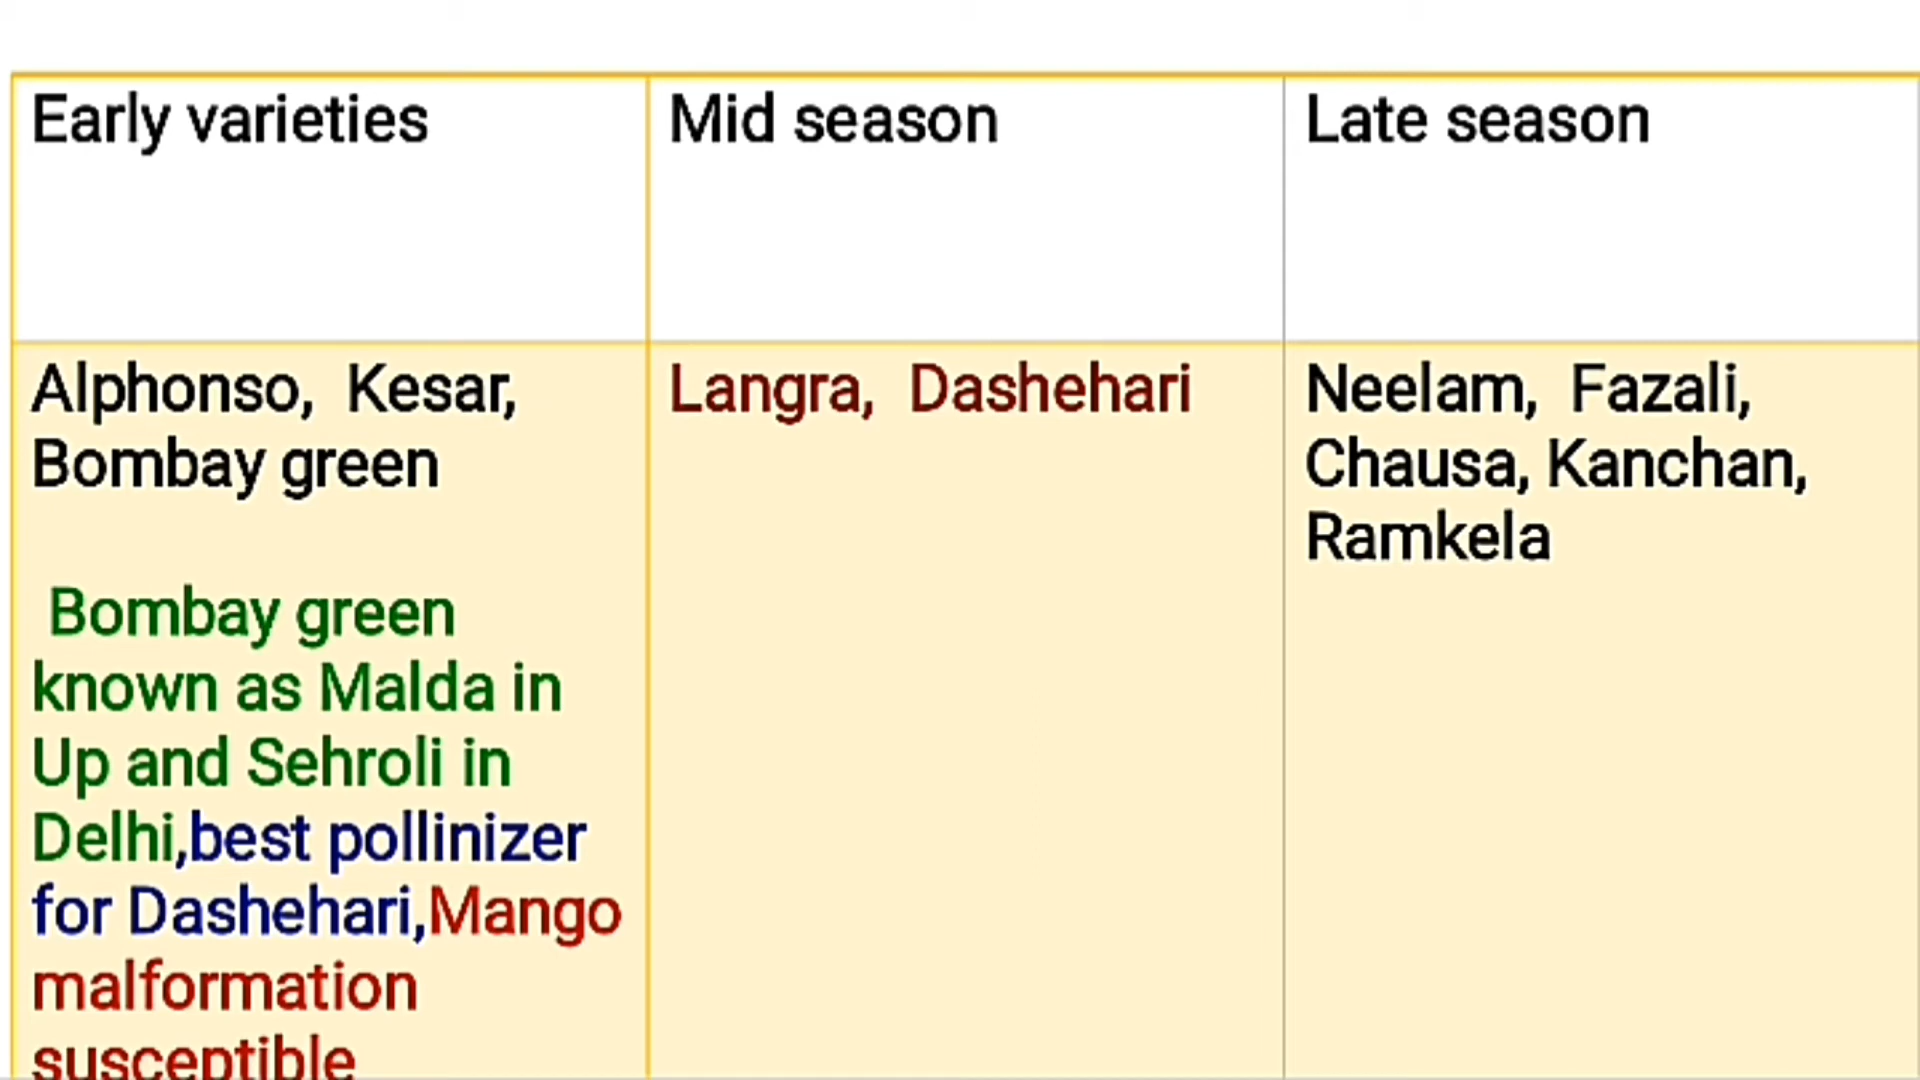 Early varieties
Mid season
Late season
Alphonso, Kesar,
Bombay green
Bombay green
known as Malda in
Up and Sehroli in
Delhi,best pollinizer
for Dashehari,Mango
malformation
susceptible
Langra, Dashehari
Neelam, Fazali,
Chausa, Kanchan,
Ramkela